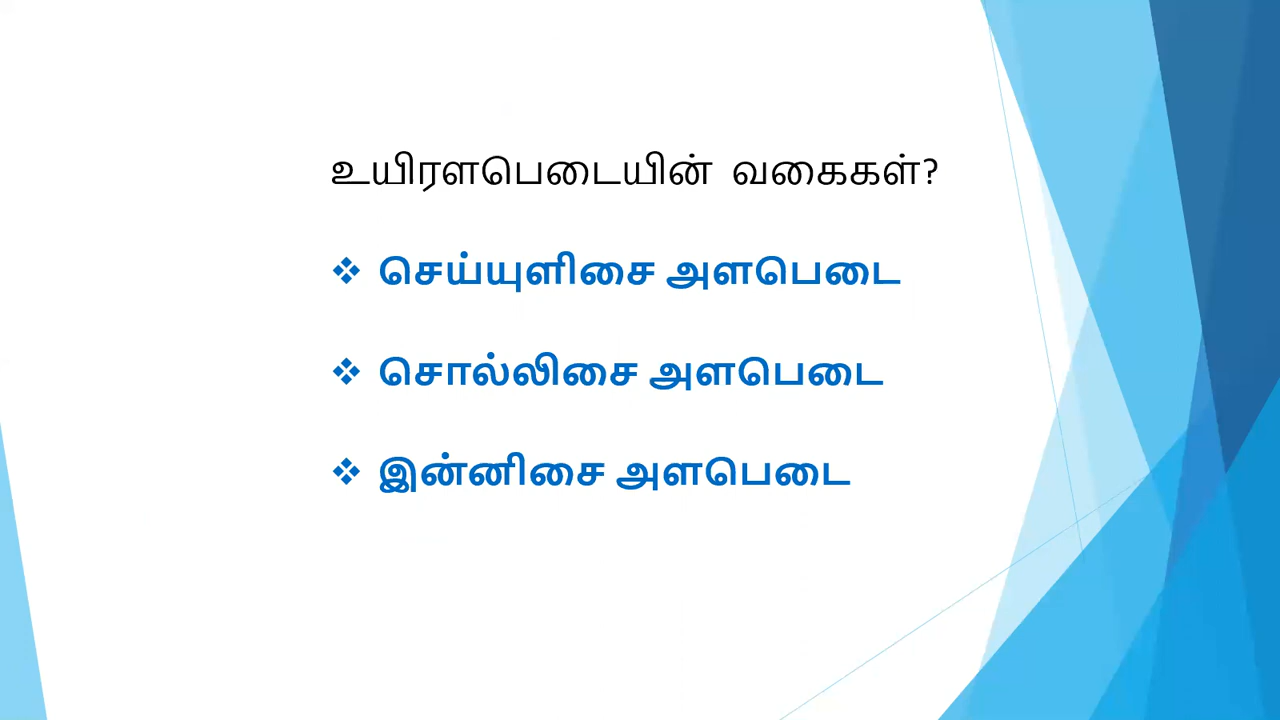 உயிரளபெடையின் வகைகள்?
❖ செய்யுளிசை அளபெடை
❖ சொல்லிசை அளபெடை
❖ இன்னிசை அளபெடை